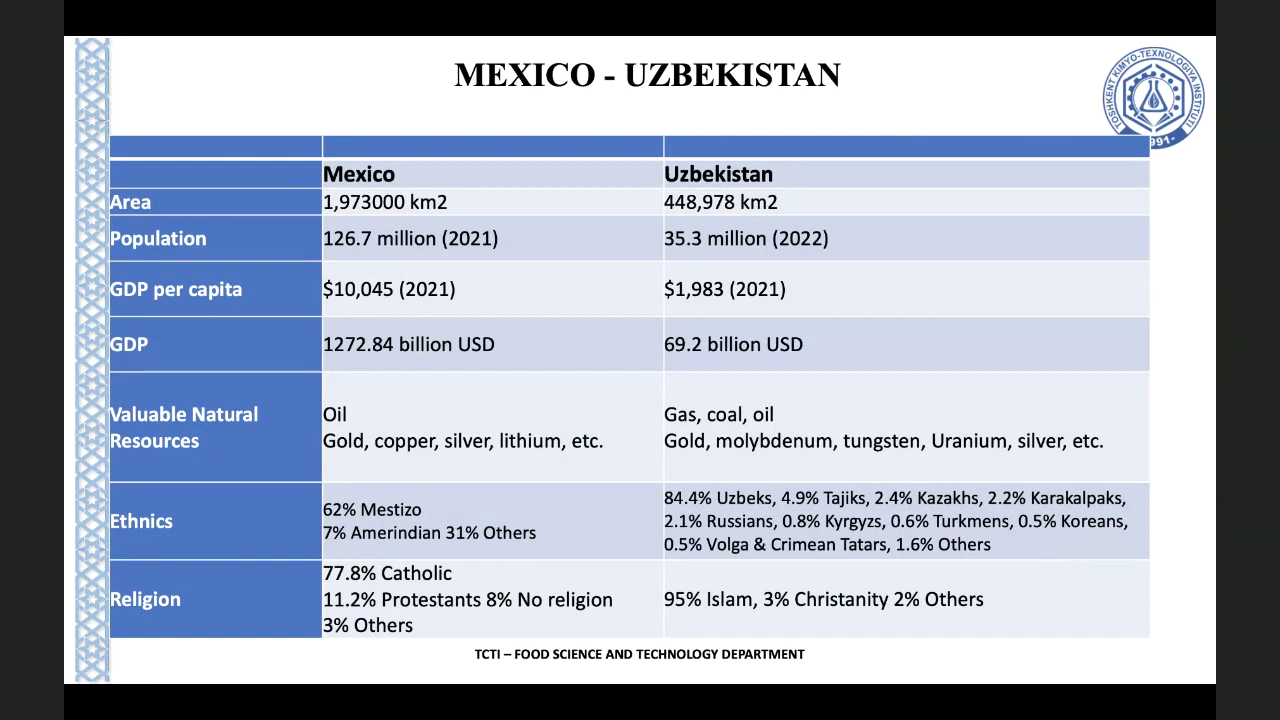 MEXICO - UZBEKISTAN
TOSHKENT KIMYO-TEXNOLOGIYA INSTITUTI
Mexico
Uzbekistan
Area
1,973000 km2
448,978 km2
Population
126.7 million (2021)
35.3 million (2022)
GDP per capita
$10,045 (2021)
$1,983 (2021)
GDP
1272.84 billion USD
69.2 billion USD
Valuable Natural
Resources
Oil
Gold, copper, silver, lithium, etc.
Gas, coal, oil
Gold, molybdenum, tungsten, Uranium, silver, etc.
Ethnics
62% Mestizo
7% Amerindian 31% Others
84.4% Uzbeks, 4.9% Tajiks, 2.4% Kazakhs, 2.2% Karakalpaks,
2.1% Russians, 0.8% Kyrgyzs, 0.6% Turkmens, 0.5% Koreans,
0.5% Volga & Crimean Tatars, 1.6% Others
Religion
77.8% Catholic
11.2% Protestants 8% No religion
3% Others
95% Islam, 3% Christanity 2% Others
TCTI – FOOD SCIENCE AND TECHNOLOGY DEPARTMENT